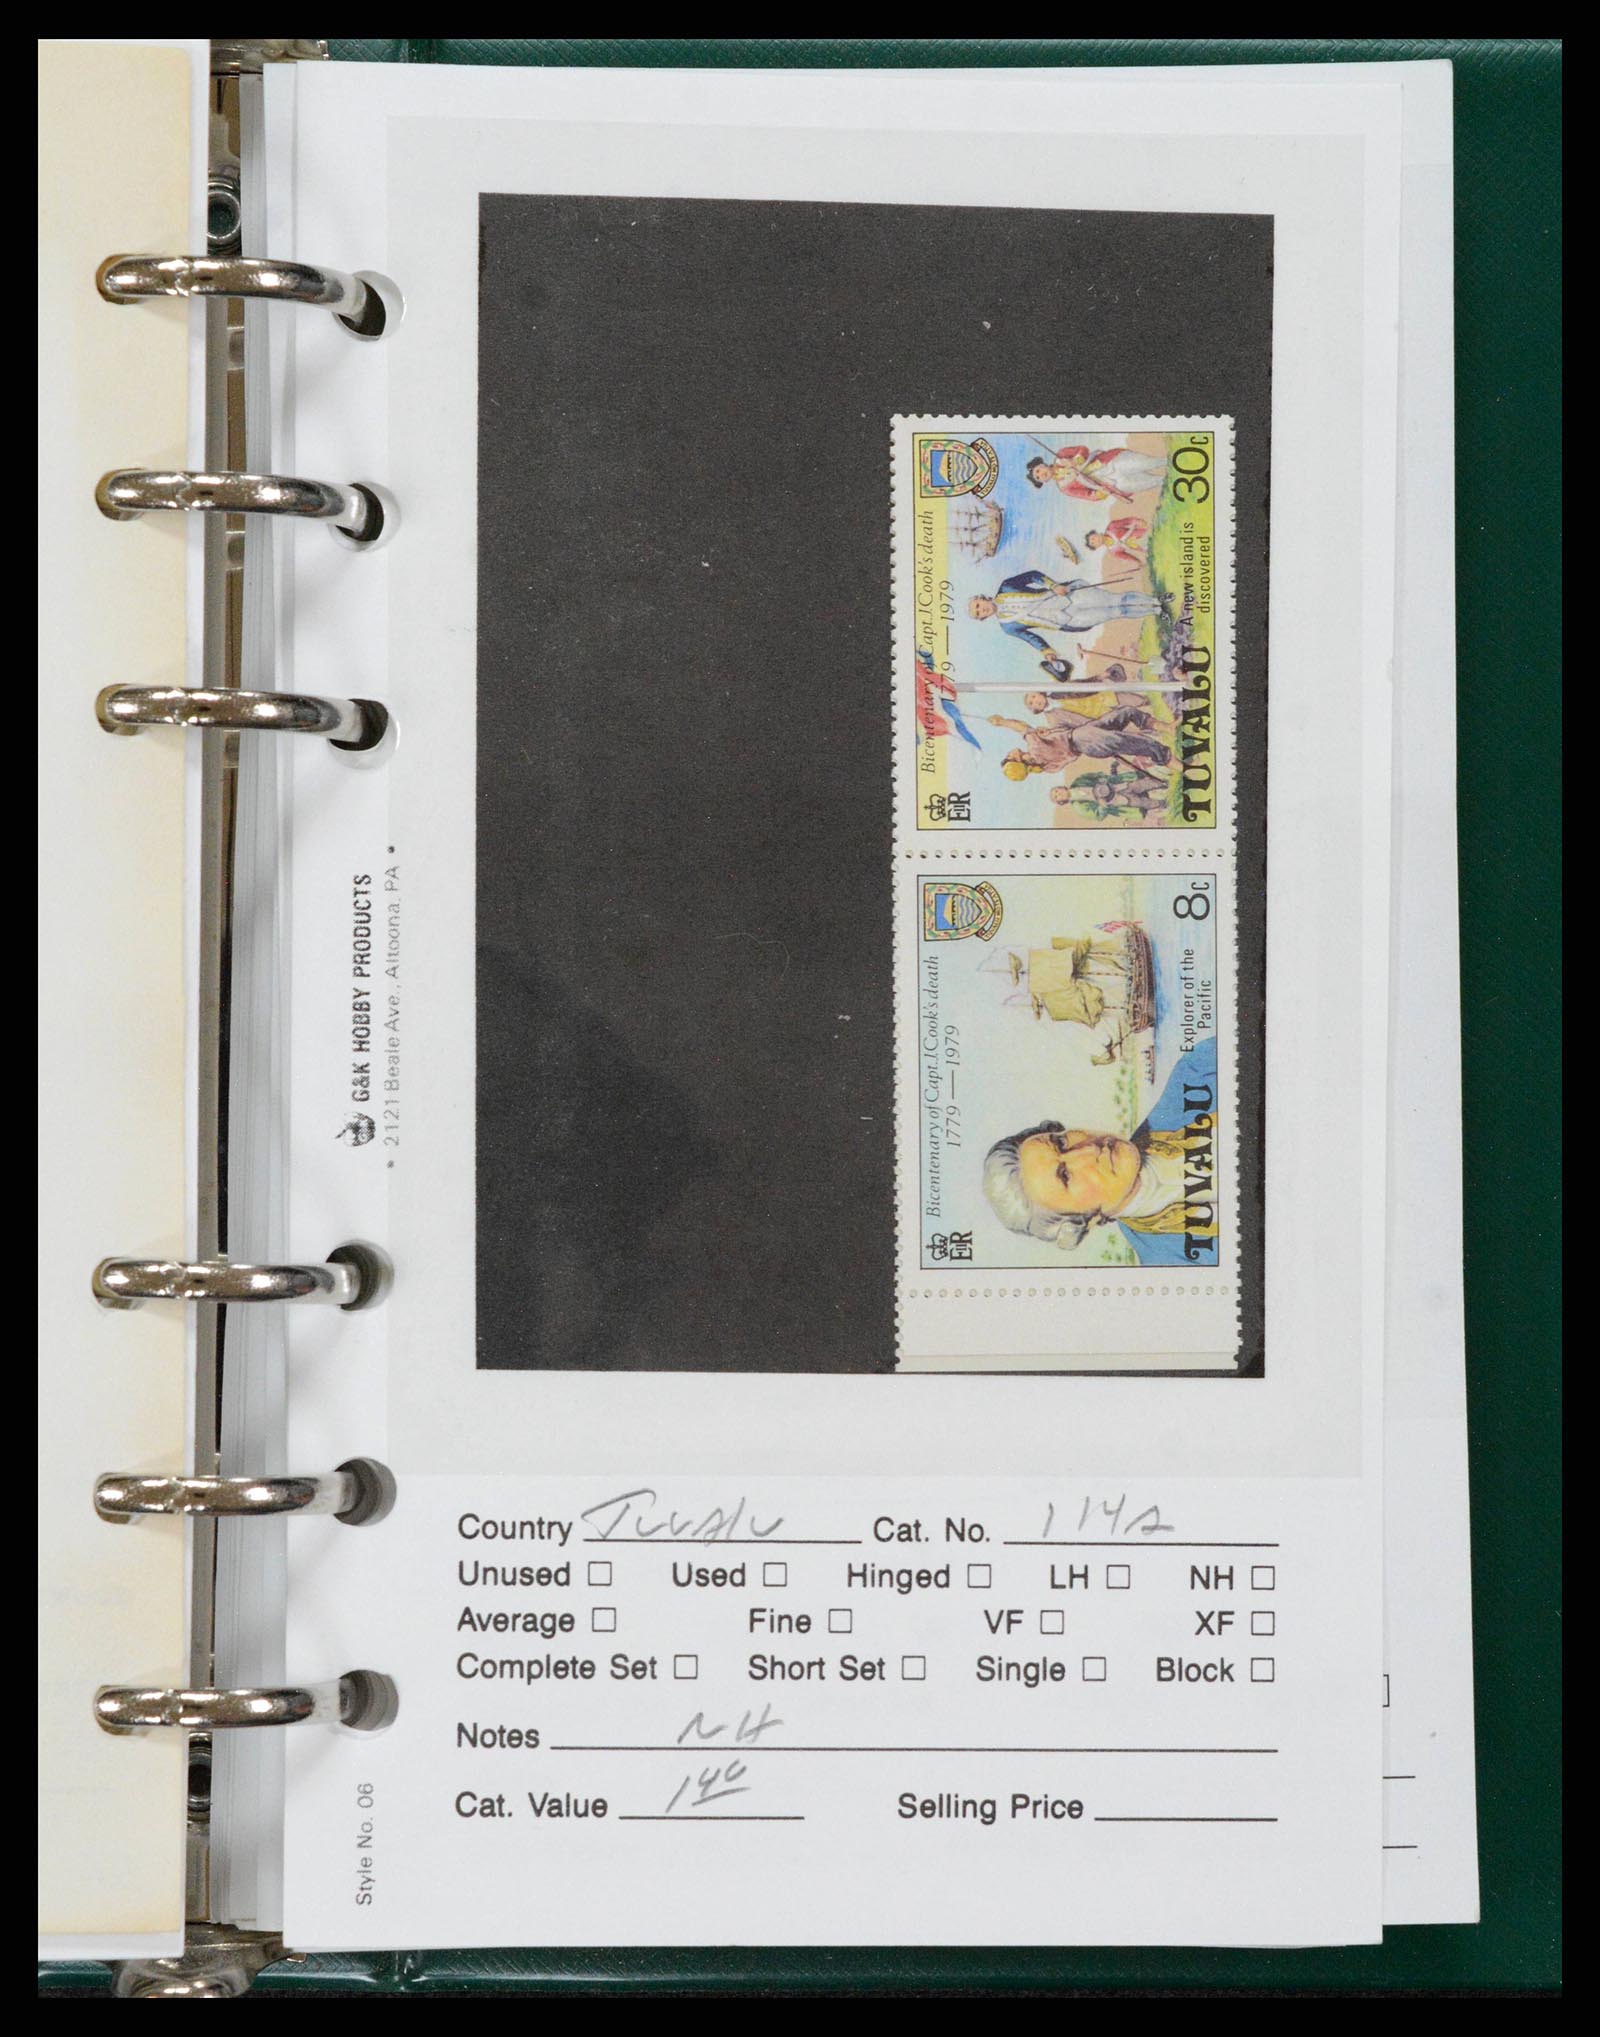 Bicentenary of Capt. J. Cook's death
1779 — 1979
EIIR
30c
A new island is
discovered
TUVALU
Bicentenary of Capt. J. Cook's death
1779 — 1979
EIIR
8c
Explorer of the
Pacific
TUVALU
G&K HOBBY PRODUCTS
• 2121 Beale Ave., Altoona, PA •
Country Tuvalu Cat. No. 114a
Unused □ Used □ Hinged □ LH □ NH □
Average □ Fine □ VF □ XF □
Complete Set □ Short Set □ Single □ Block □
Notes NH
Cat. Value 140 Selling Price
Style No. 06